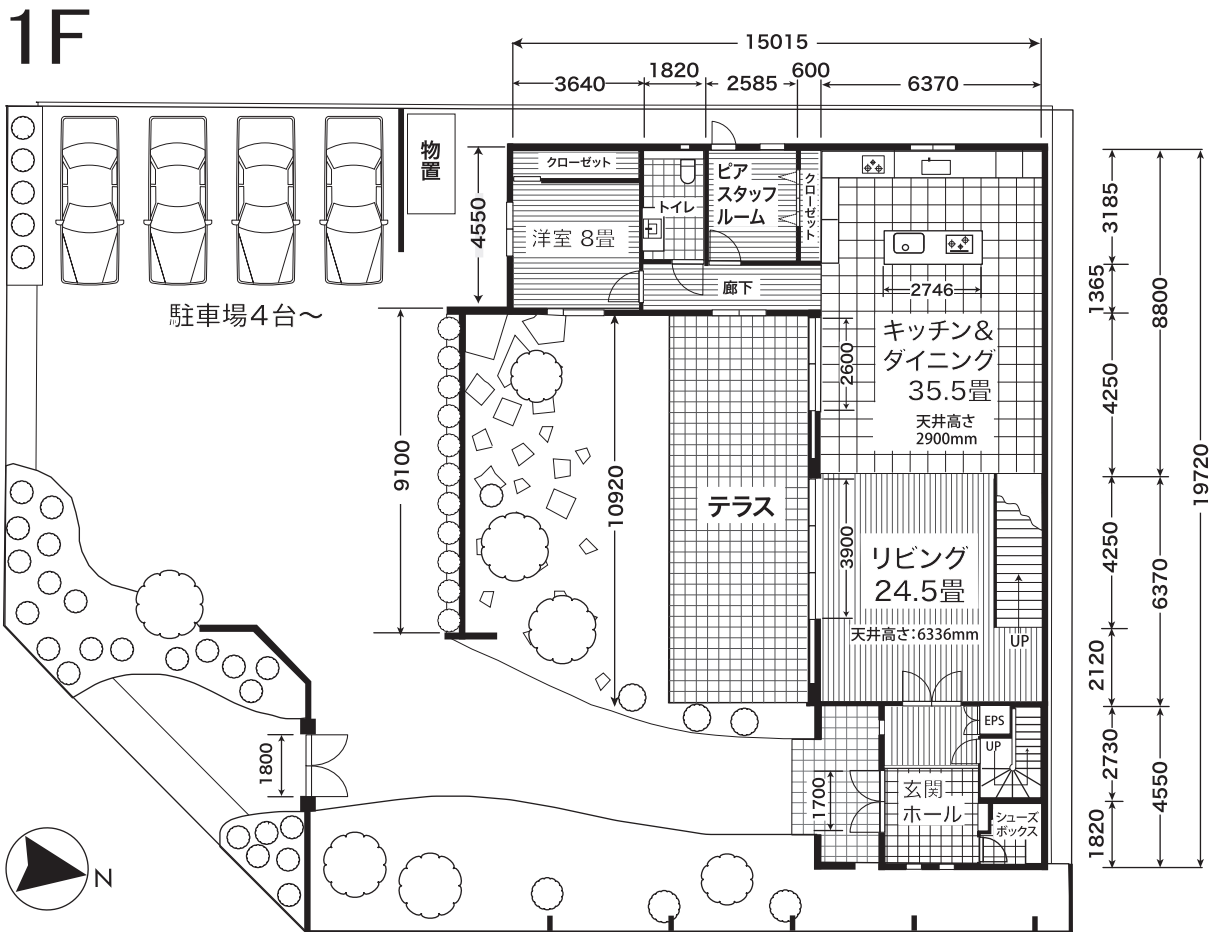 1F
15015
3640
1820
2585
600
6370
物置
クローゼット
トイレ
ピア
スタッフ
ルーム
クローゼット
4550
洋室 8畳
廊下
2746
駐車場4台～
キッチン＆
ダイニング
35.5畳
天井高さ
2900mm
2600
3185
1365
4250
8800
19720
9100
10920
テラス
3900
リビング
24.5畳
天井高さ:6336mm
UP
4250
2120
6370
EPS
UP
1800
1700
玄関
ホール
シューズ
ボックス
2730
1820
4550
N